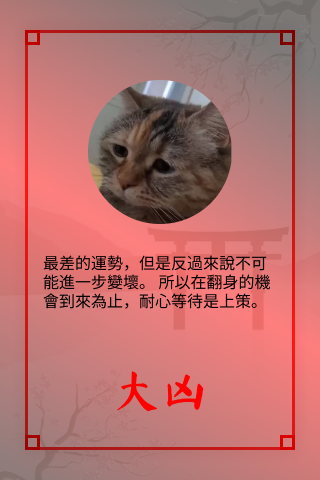 最差的運勢，但是反過來說不可
能進一步變壞。 所以在翻身的機
會到來為止，耐心等待是上策。
大凶